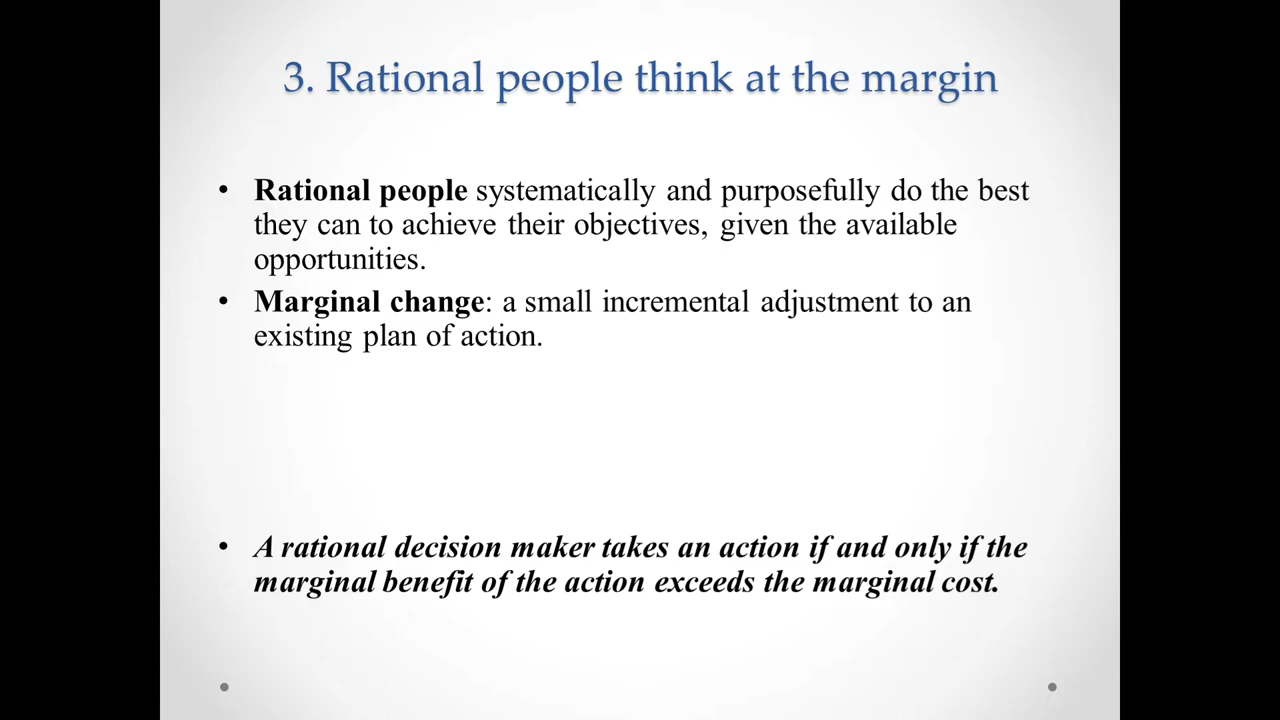 3. Rational people think at the margin
• Rational people systematically and purposefully do the best
they can to achieve their objectives, given the available
opportunities.
• Marginal change: a small incremental adjustment to an
existing plan of action.
• A rational decision maker takes an action if and only if the
marginal benefit of the action exceeds the marginal cost.